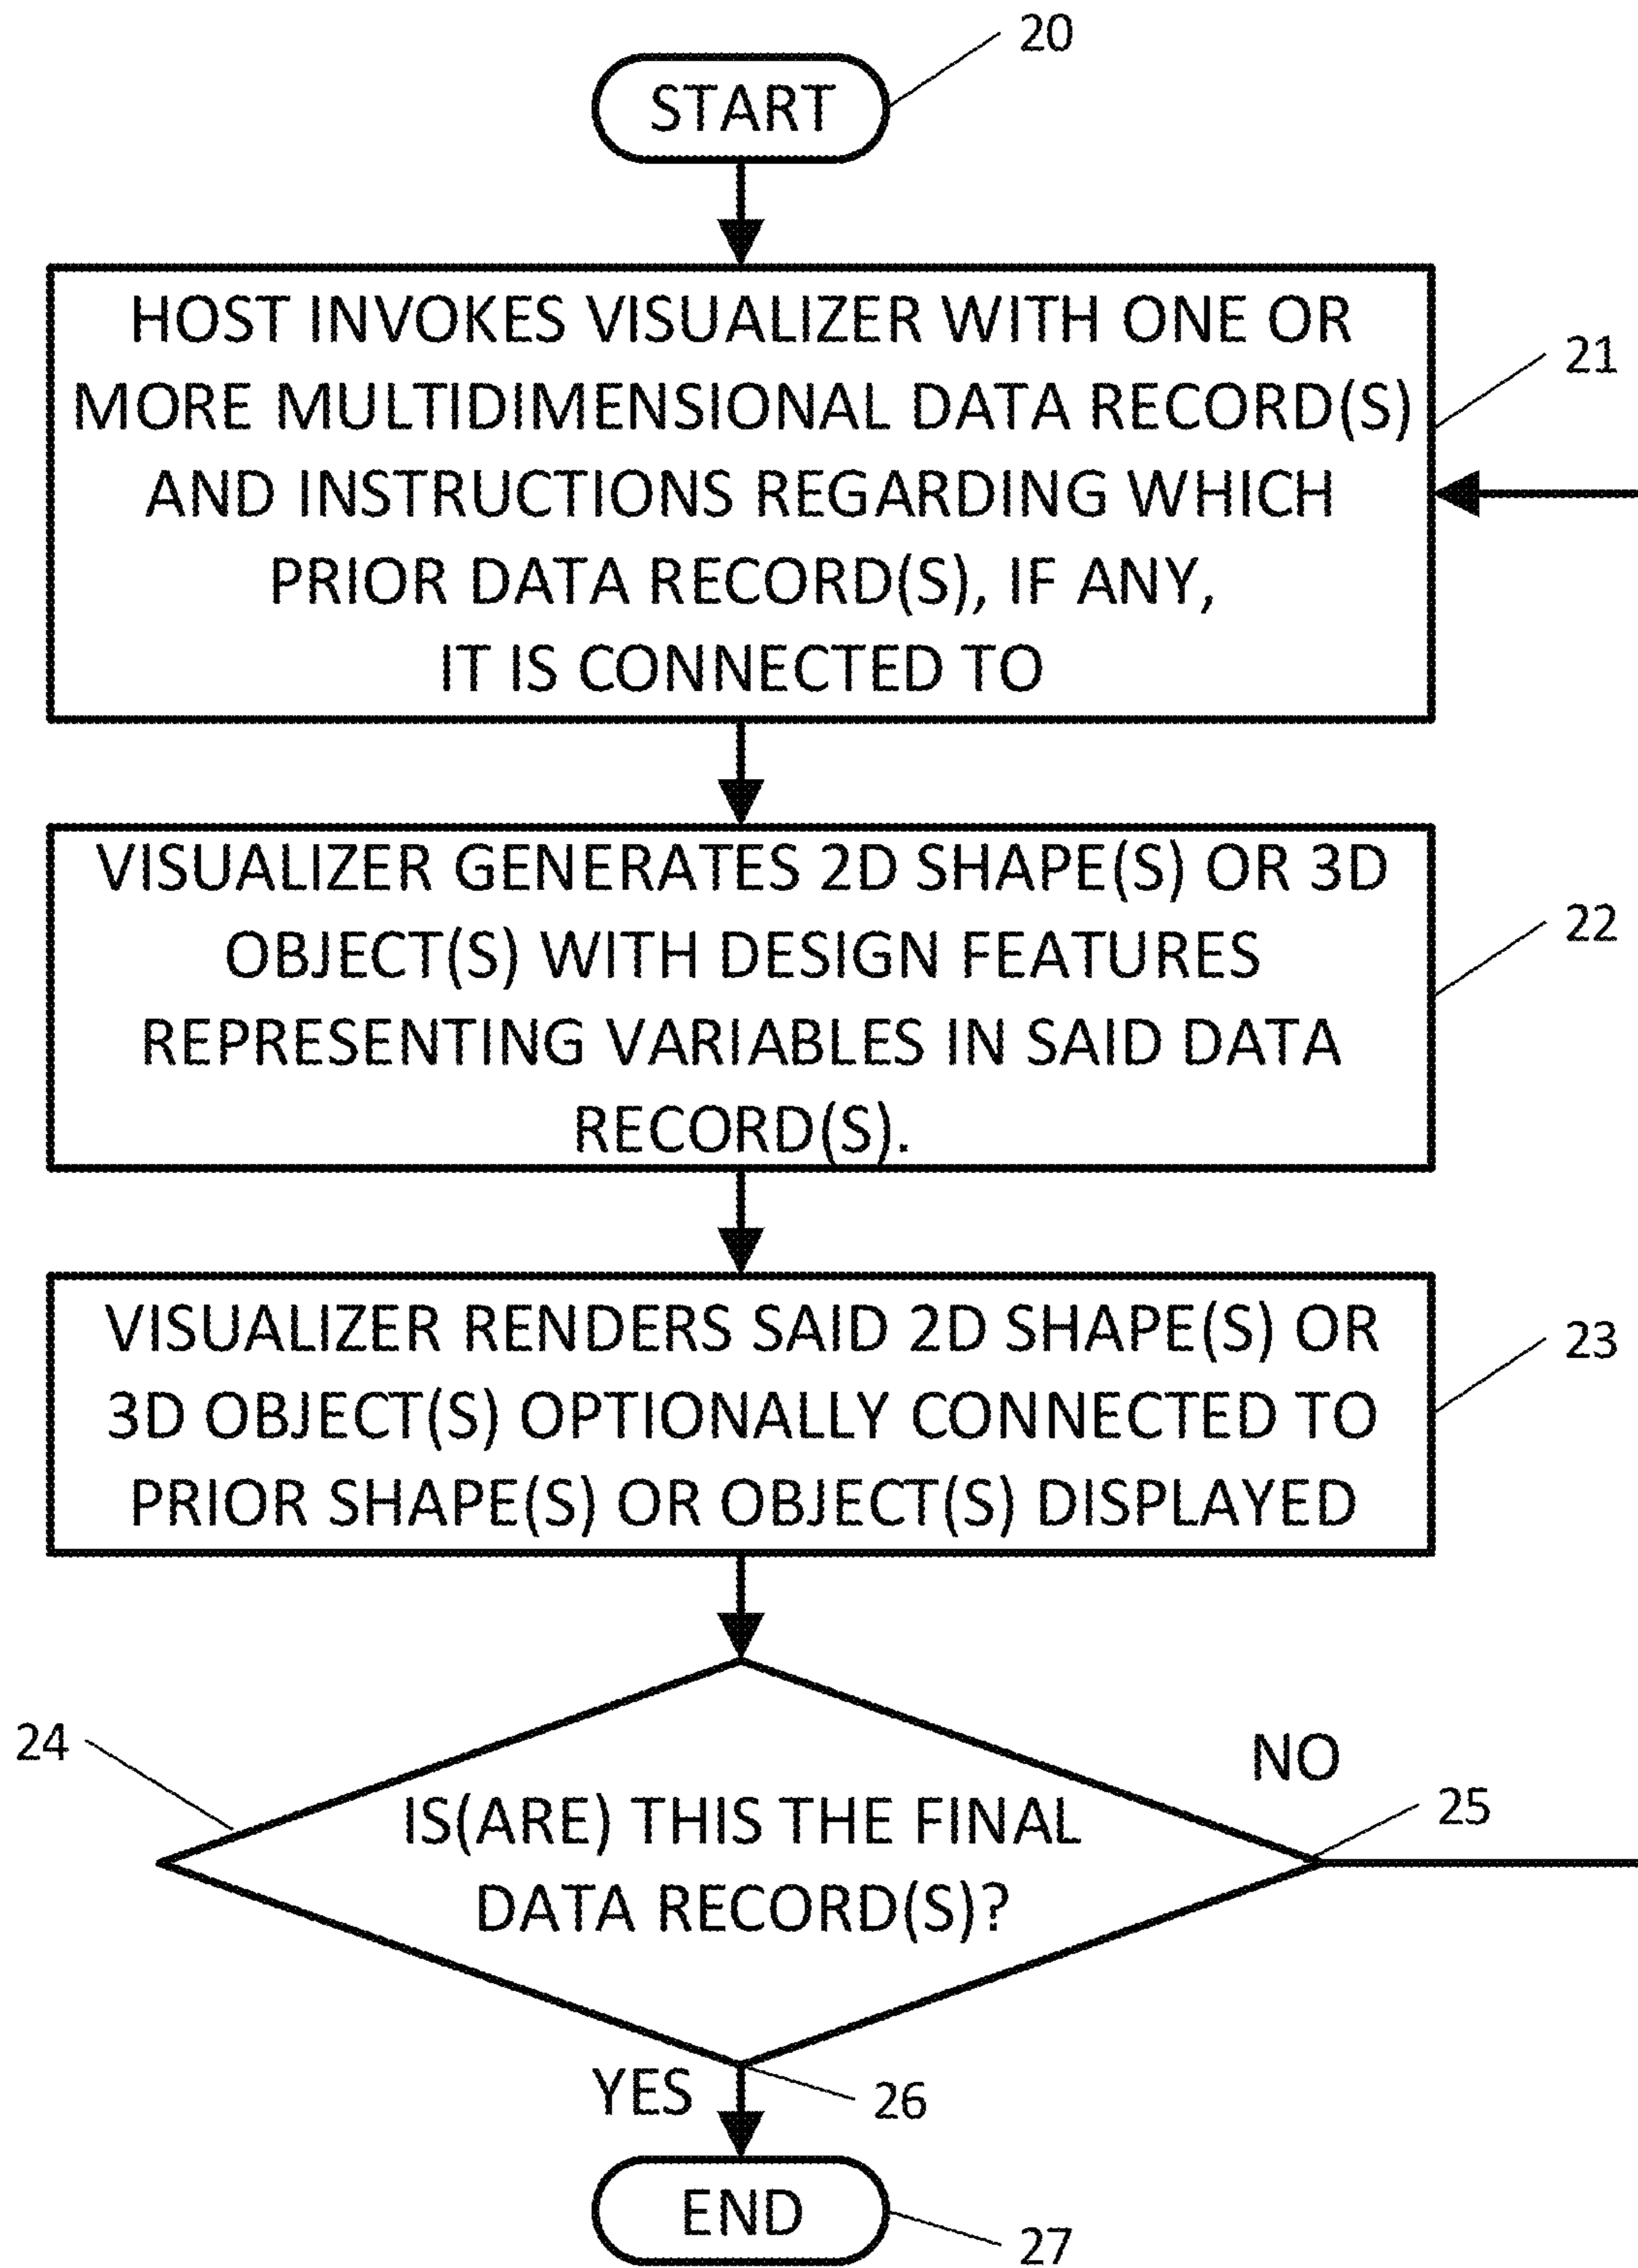 20
START
HOST INVOKES VISUALIZER WITH ONE OR
MORE MULTIDIMENSIONAL DATA RECORD(S)
AND INSTRUCTIONS REGARDING WHICH
PRIOR DATA RECORD(S), IF ANY,
IT IS CONNECTED TO
21
VISUALIZER GENERATES 2D SHAPE(S) OR 3D
OBJECT(S) WITH DESIGN FEATURES
REPRESENTING VARIABLES IN SAID DATA
RECORD(S).
22
VISUALIZER RENDERS SAID 2D SHAPE(S) OR
3D OBJECT(S) OPTIONALLY CONNECTED TO
PRIOR SHAPE(S) OR OBJECT(S) DISPLAYED
23
24
IS(ARE) THIS THE FINAL
DATA RECORD(S)?
NO
25
YES
26
END
27